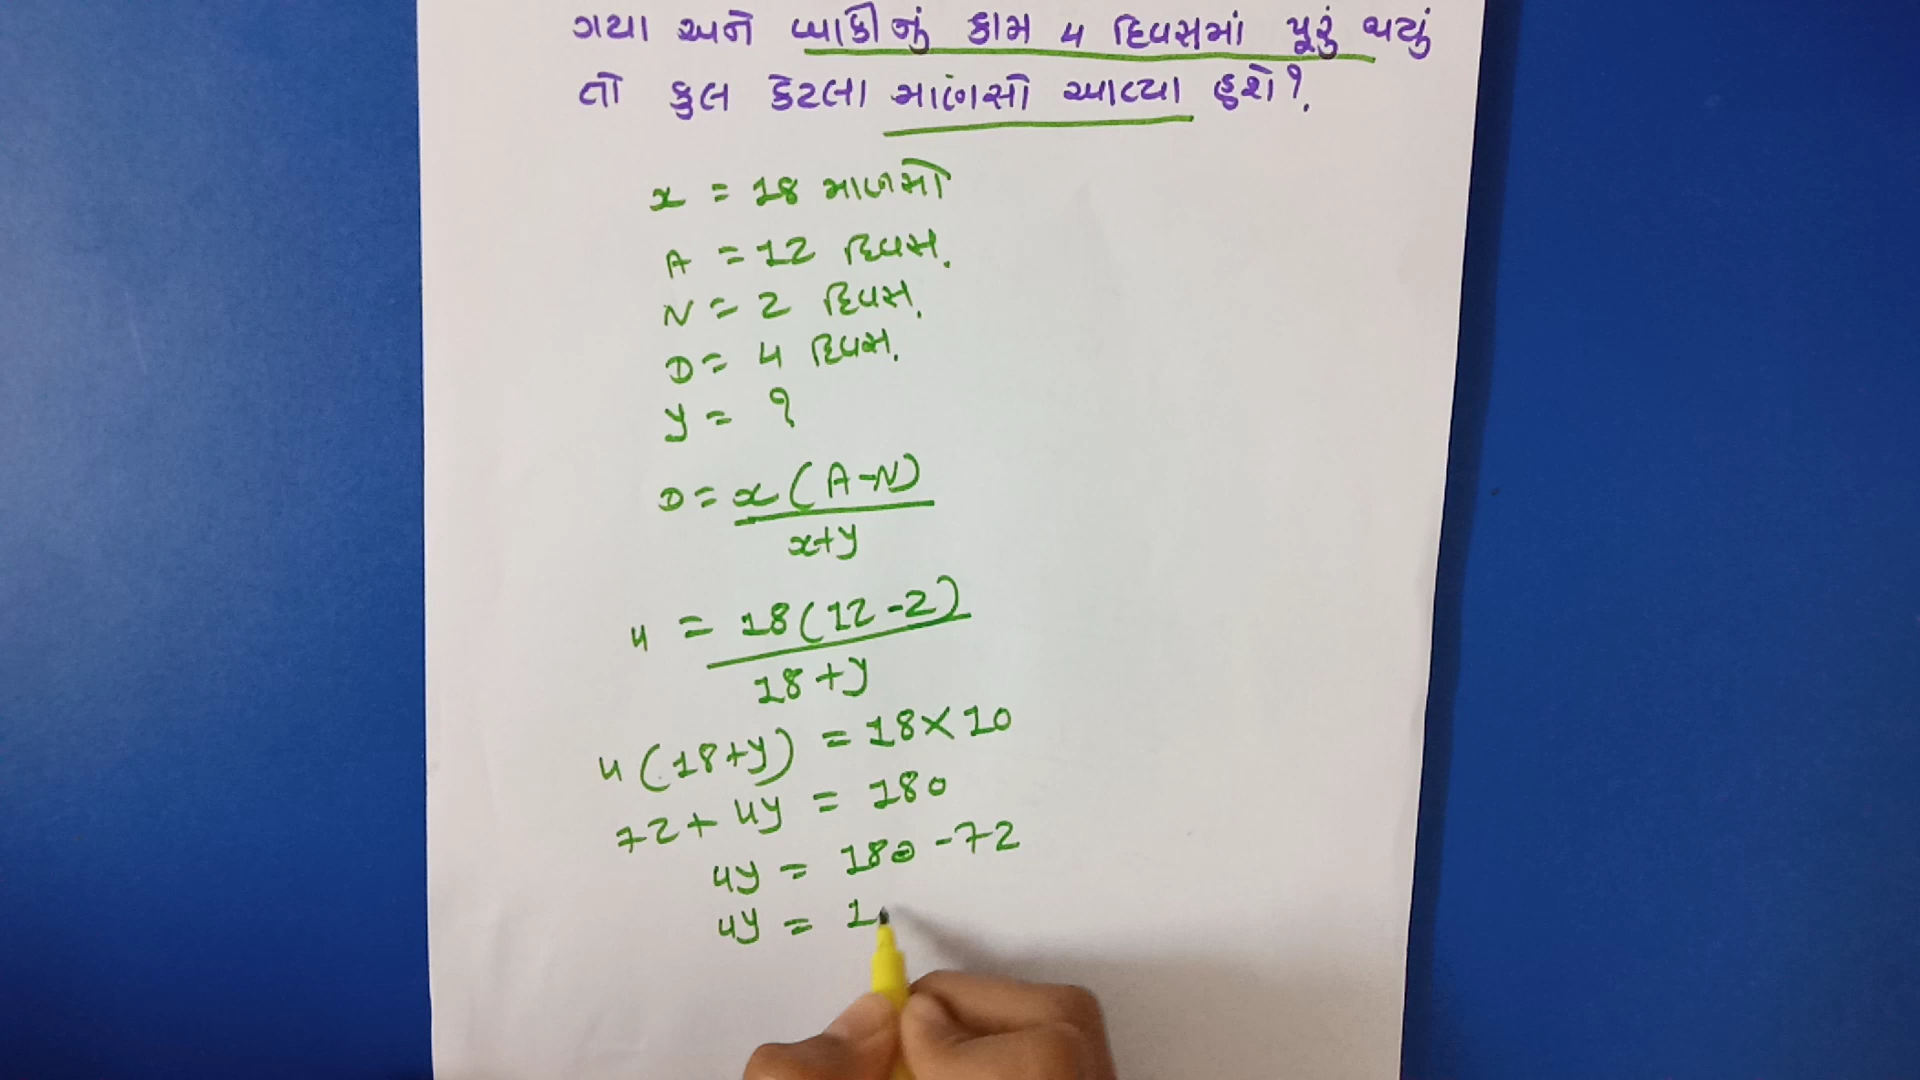 ગયા અને બાકીનું કામ 4 દિવસમાં પૂરું થયું
તો કુલ કેટલા માણસો આવ્યા હશે?
x = 18 માણસો
A = 12 દિવસ.
N = 2 દિવસ.
D = 4 દિવસ.
y = ?
D = x(A-N)
x+y
4 = 18(12-2)
18+y
4(18+y) = 18×10
72+4y = 180
4y = 180-72
4y = 1